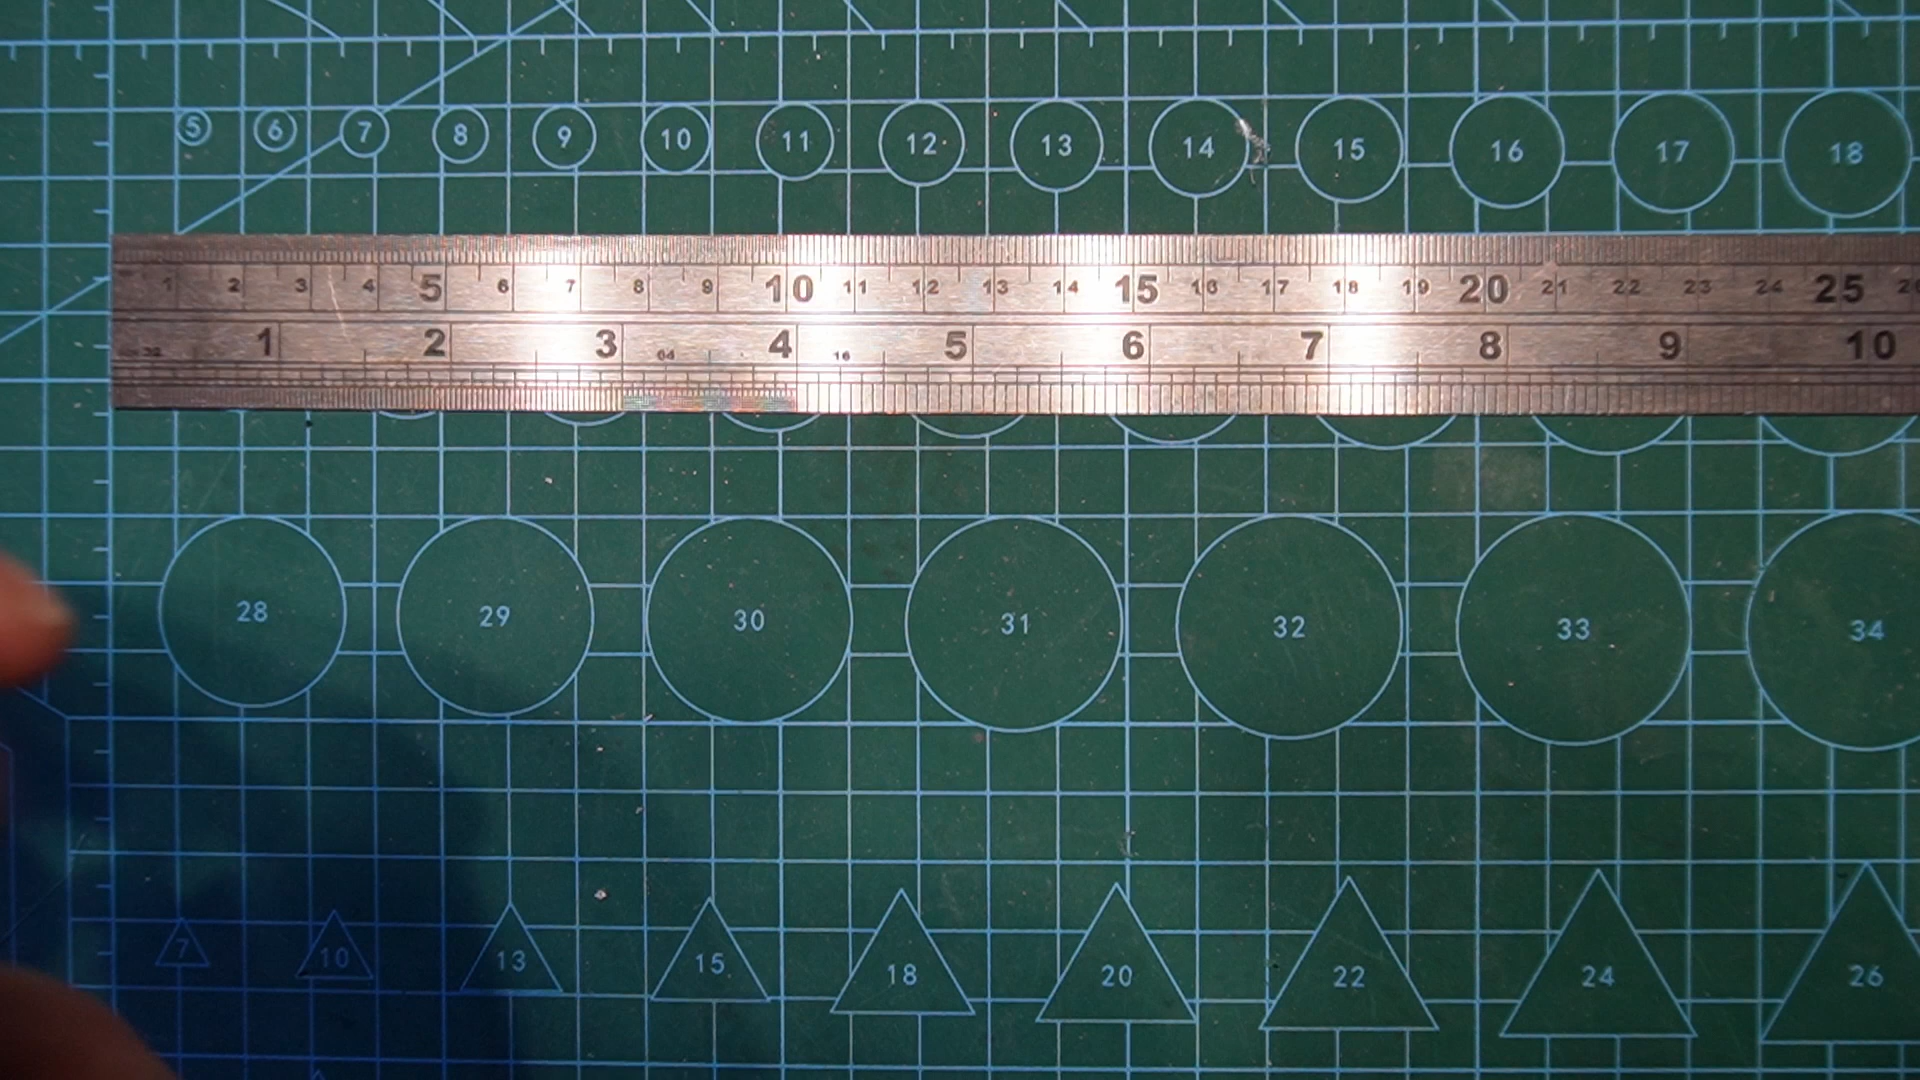 5 6 7 8 9 10 11 12 13 14 15 16 17 18
1 2 3 4 5 6 7 8 9 10 11 12 13 14 15 16 17 18 19 20 21 22 23 24 25
1 2 3 4 5 6 7 8 9 10
32 64 16
28 29 30 31 32 33 34
7 10 13 15 18 20 22 24 26